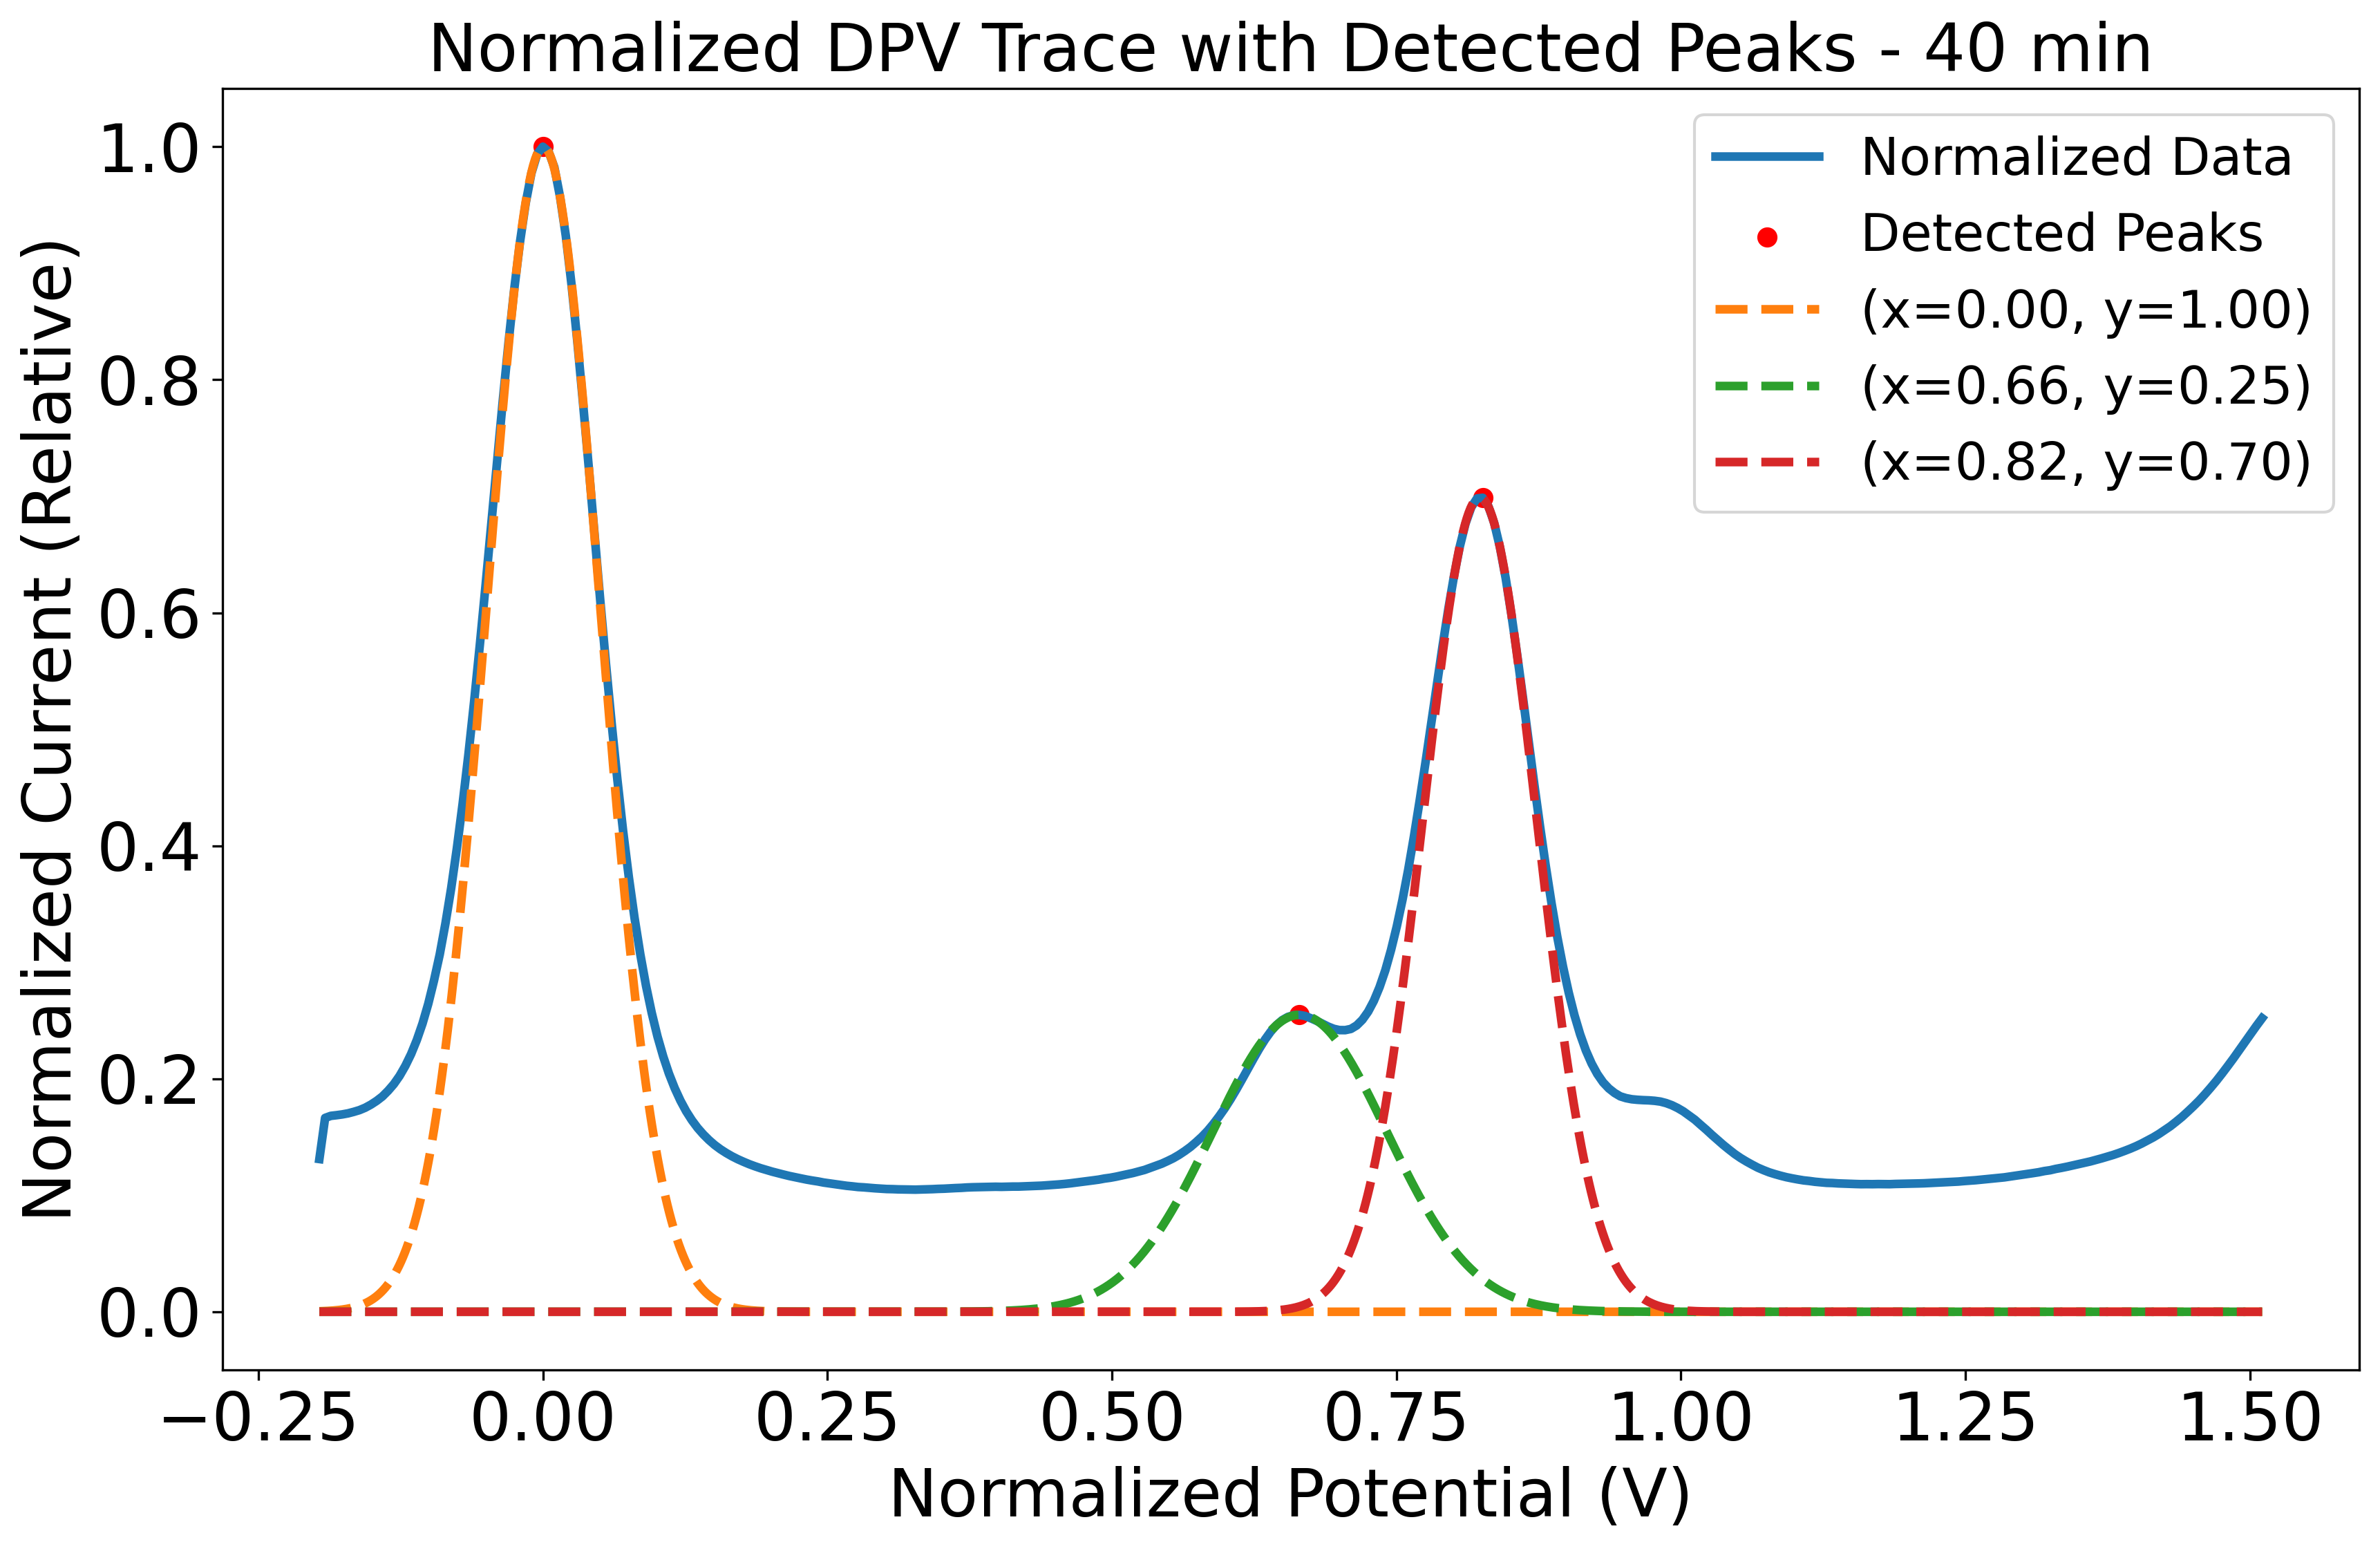 Normalized DPV Trace with Detected Peaks - 40 min
Normalized Current (Relative)
1.0
0.8
0.6
0.4
0.2
0.0
Normalized Data
Detected Peaks
(x=0.00, y=1.00)
(x=0.66, y=0.25)
(x=0.82, y=0.70)
−0.25
0.00
0.25
0.50
0.75
1.00
1.25
1.50
Normalized Potential (V)